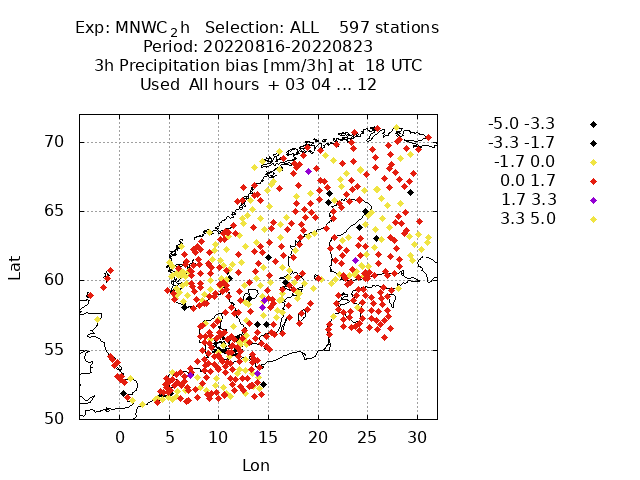 Exp: MNWC_2h   Selection: ALL    597 stations
Period: 20220816-20220823
3h Precipitation bias [mm/3h] at  18 UTC
Used  All hours  + 03 04 ... 12
-5.0 -3.3
-3.3 -1.7
-1.7 0.0
0.0 1.7
1.7 3.3
3.3 5.0
70
65
60
55
50
Lat
0 5 10 15 20 25 30
Lon